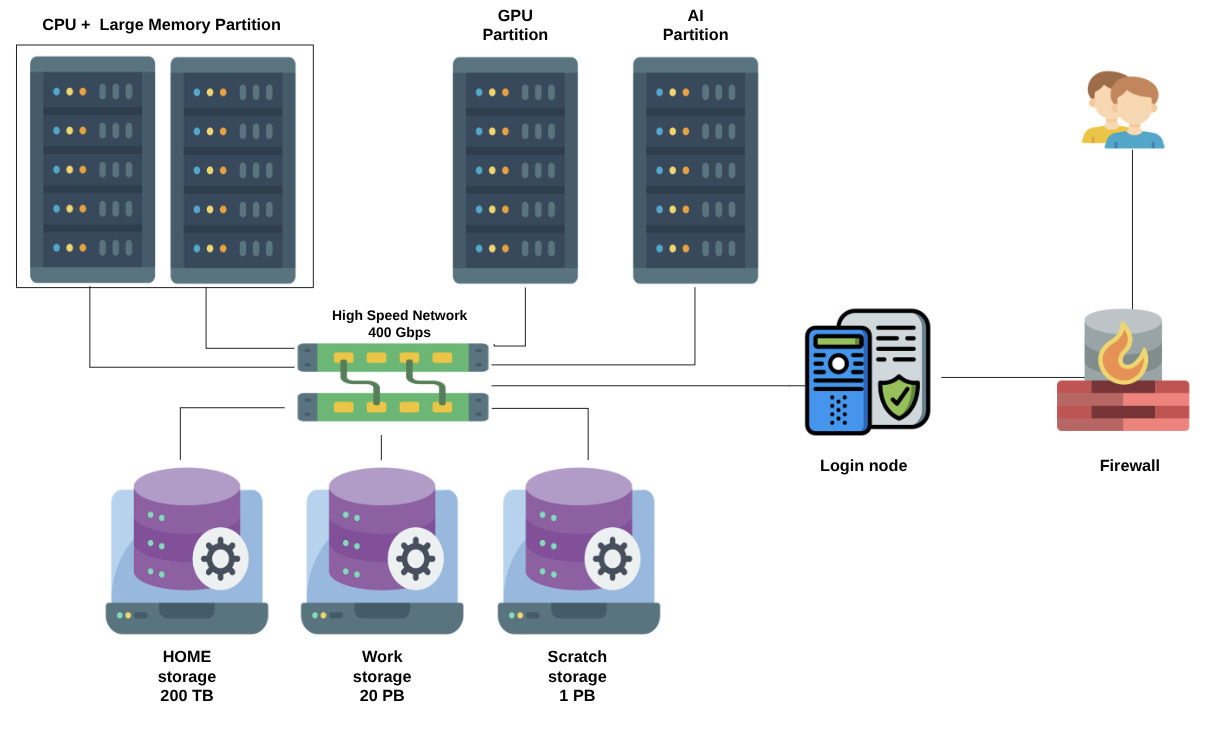 CPU +  Large Memory Partition
GPU
Partition
AI
Partition
High Speed Network
400 Gbps
Login node
Firewall
HOME
storage
200 TB
Work
storage
20 PB
Scratch
storage
1 PB